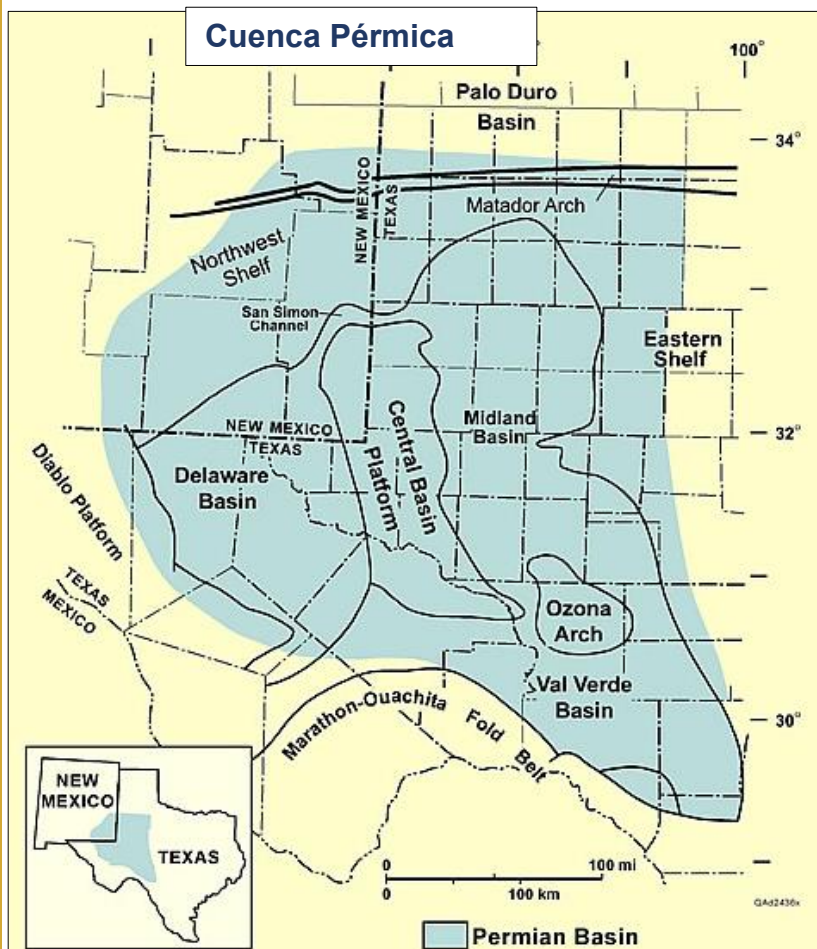 Cuenca Pérmica
100°
Palo Duro
Basin
34°
NEW MEXICO
TEXAS
Matador Arch
Northwest
Shelf
San Simon
Channel
Eastern
Shelf
Central Basin
Platform
Midland
Basin
NEW MEXICO
TEXAS
32°
Delaware
Basin
Diablo Platform
TEXAS
MEXICO
Ozona
Arch
Val Verde
Basin
30°
Marathon-Ouachita Fold Belt
NEW
MEXICO
TEXAS
0 100 mi
0 100 km
QAd2436x
Permian Basin